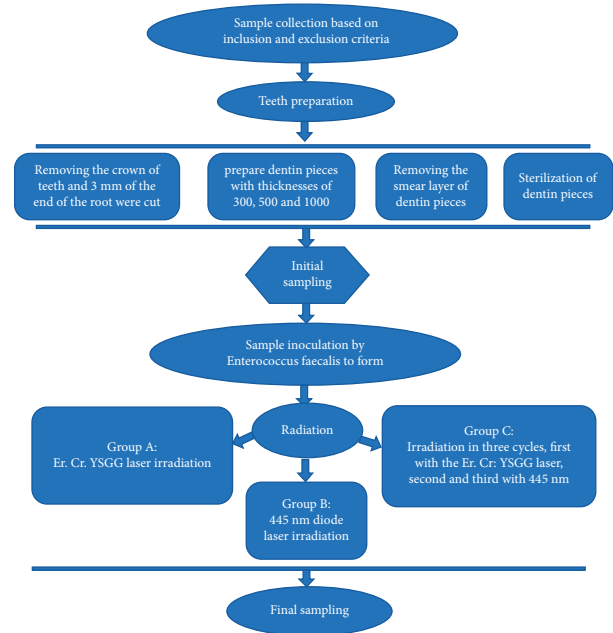 Sample collection based on
inclusion and exclusion criteria
Teeth preparation
Removing the crown of
teeth and 3 mm of the
end of the root were cut
prepare dentin pieces
with thicknesses of
300, 500 and 1000
Removing the
smear layer of
dentin pieces
Sterilization of
dentin pieces
Initial
sampling
Sample inoculation by
Enterococcus faecalis to form
Radiation
Group A:
Er. Cr. YSGG laser irradiation
Group C:
Irradiation in three cycles, first
with the Er. Cr: YSGG laser,
second and third with 445 nm
Group B:
445 nm diode
laser irradiation
Final sampling